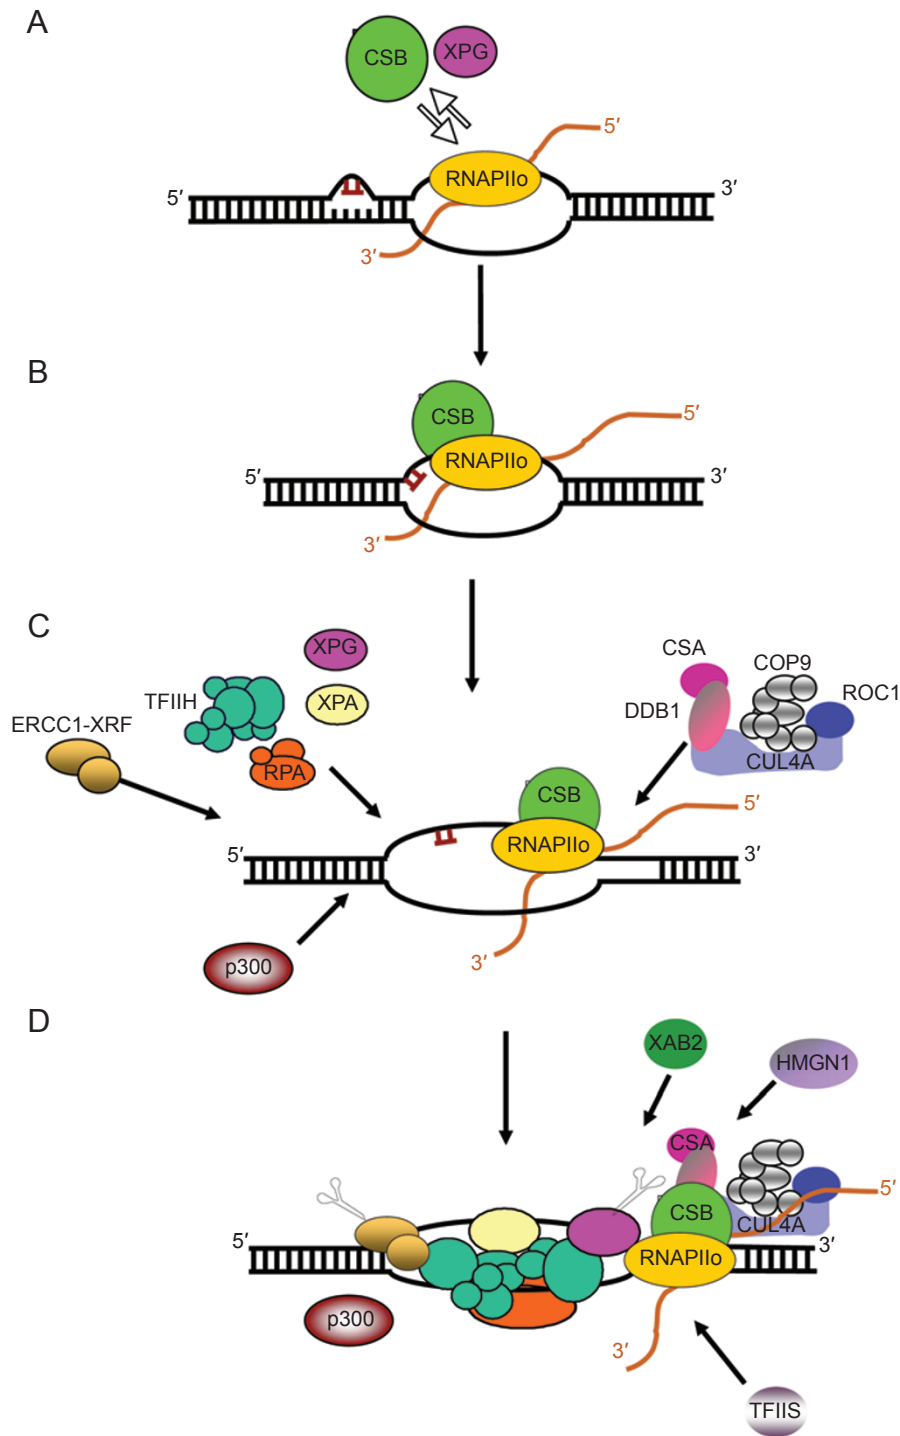 A
CSB
XPG
5′
RNAPIIo
5′
3′
3′
B
CSB
5′
RNAPIIo
5′
3′
3′
C
XPG
CSA
COP9
TFIIH
XPA
ROC1
DDB1
ERCC1-XRF
CUL4A
RPA
CSB
5′
RNAPIIo
5′
3′
3′
p300
D
XAB2
HMGN1
CSA
5′
CSB
CUL4A
5′
3′
RNAPIIo
p300
3′
TFIIS